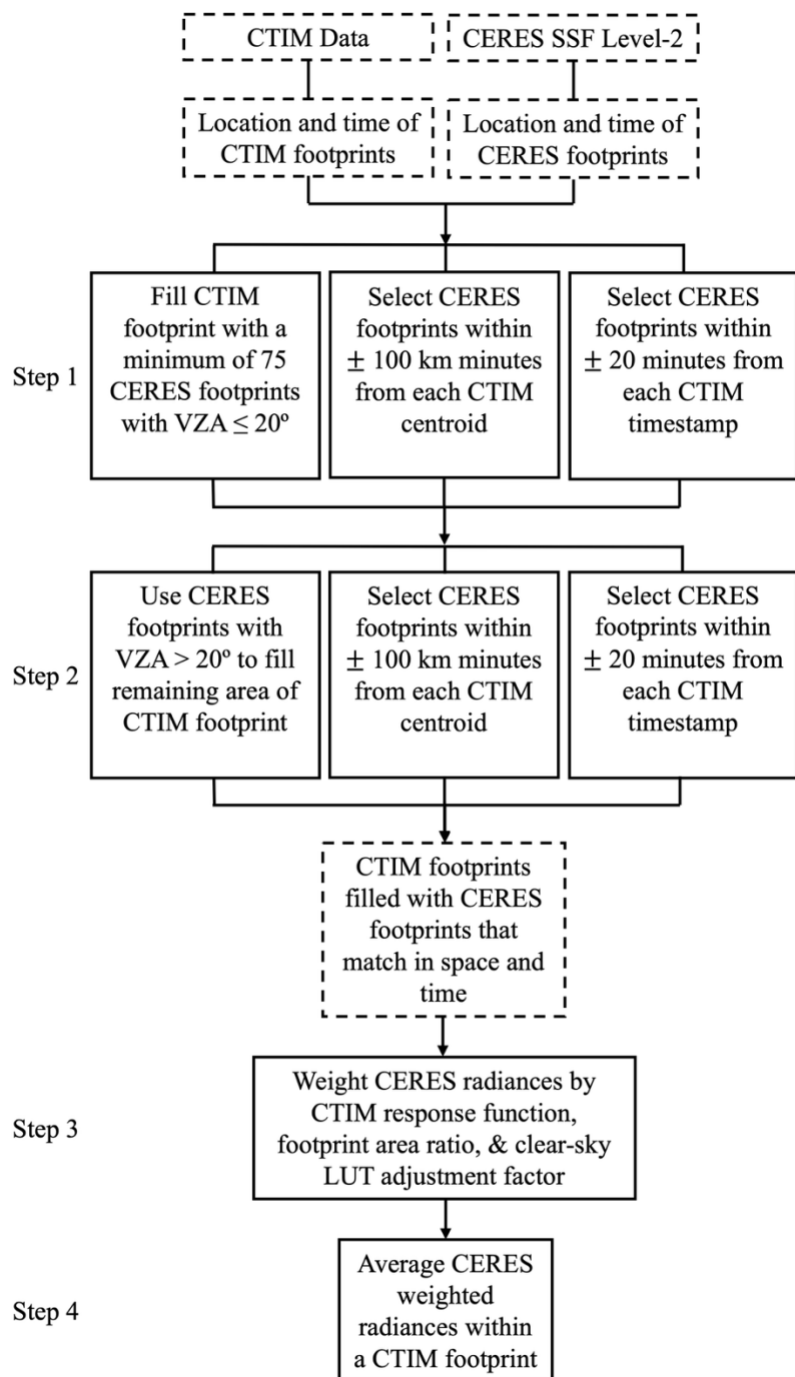 CTIM Data
CERES SSF Level-2
Location and time of
CTIM footprints
Location and time of
CERES footprints
Step 1
Fill CTIM
footprint with a
minimum of 75
CERES footprints
with VZA ≤ 20º
Select CERES
footprints within
± 100 km minutes
from each CTIM
centroid
Select CERES
footprints within
± 20 minutes from
each CTIM
timestamp
Step 2
Use CERES
footprints with
VZA > 20º to fill
remaining area of
CTIM footprint
Select CERES
footprints within
± 100 km minutes
from each CTIM
centroid
Select CERES
footprints within
± 20 minutes from
each CTIM
timestamp
CTIM footprints
filled with CERES
footprints that
match in space and
time
Step 3
Weight CERES radiances by
CTIM response function,
footprint area ratio, & clear-sky
LUT adjustment factor
Step 4
Average CERES
weighted
radiances within
a CTIM footprint